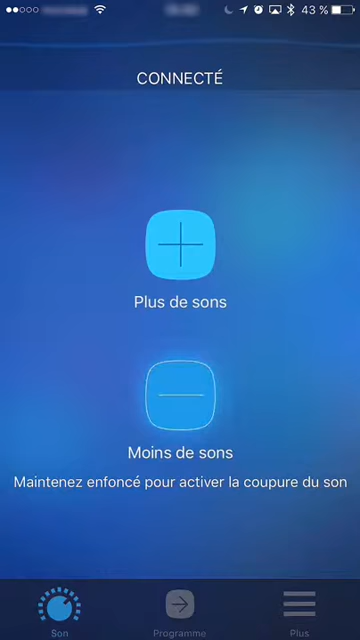 43 %
CONNECTÉ
Plus de sons
Moins de sons
Maintenez enfoncé pour activer la coupure du son
Son Programme Plus